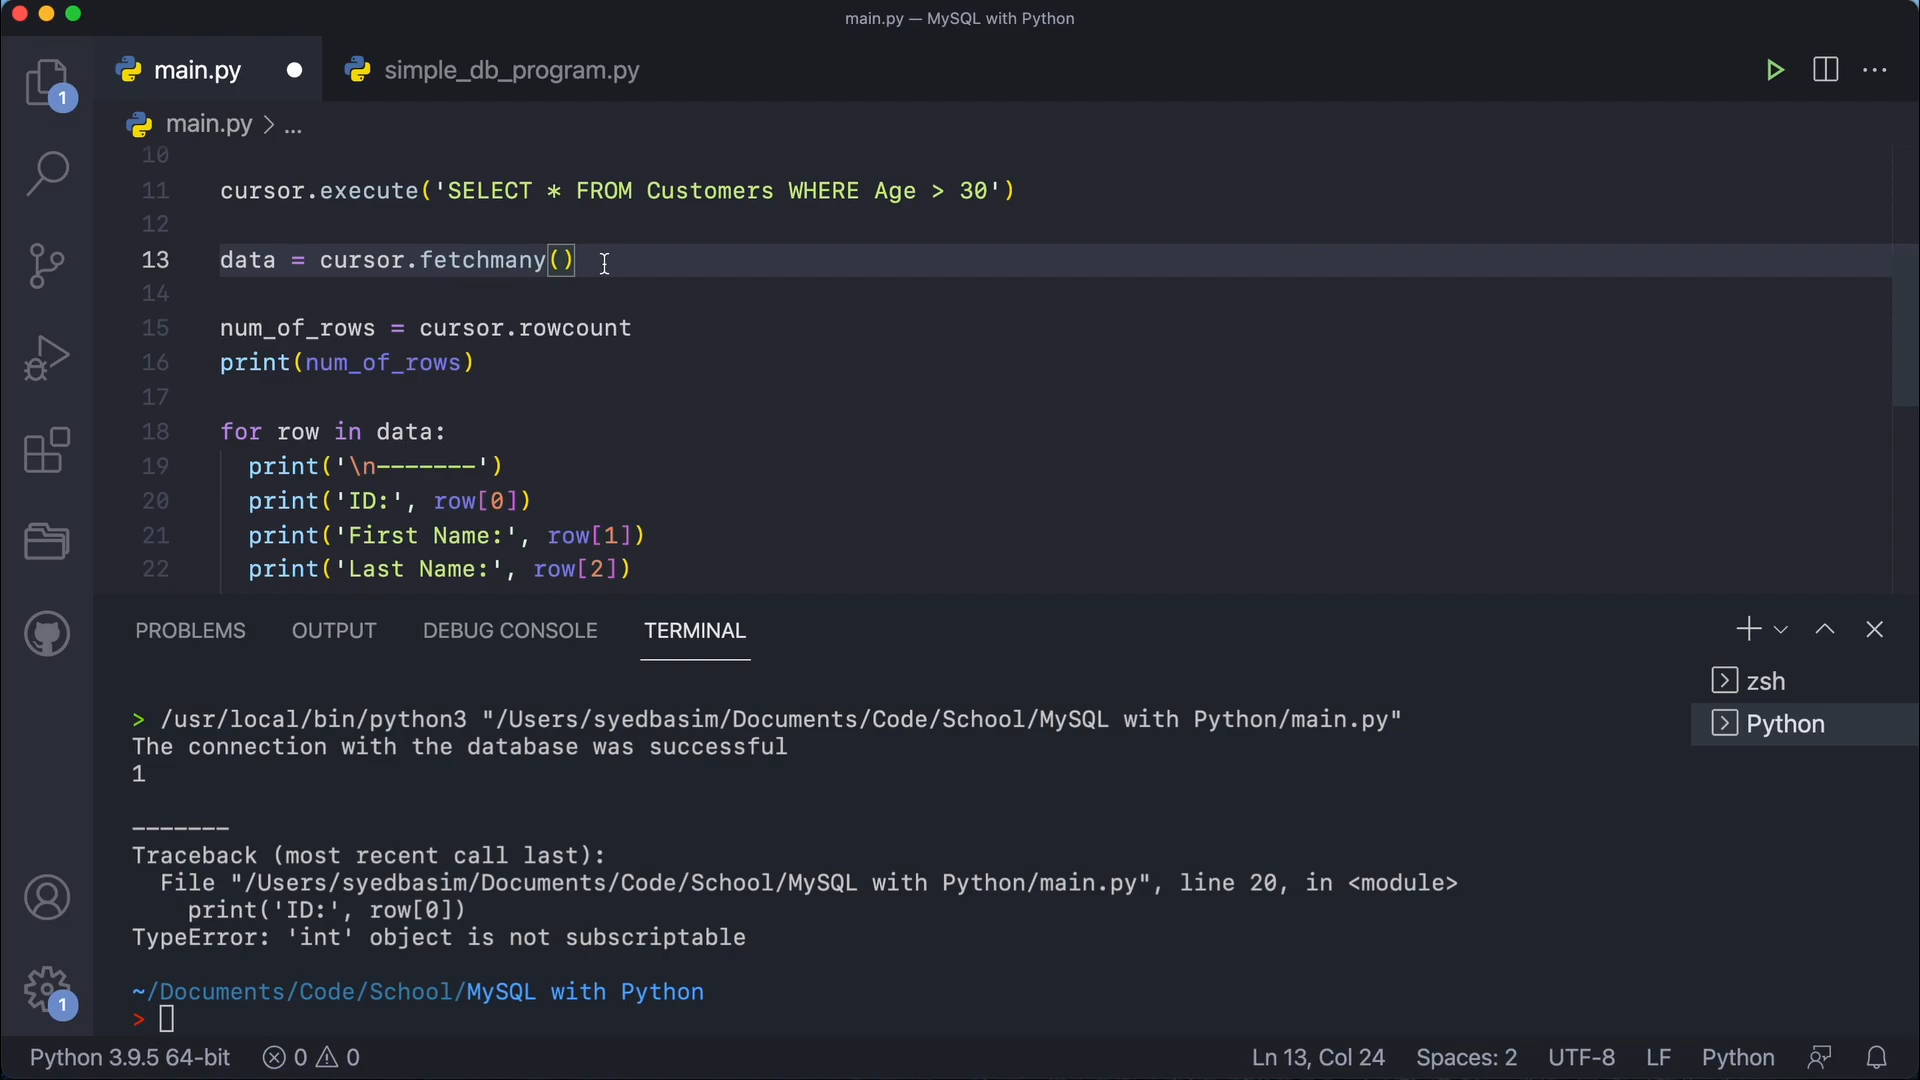 main.py — MySQL with Python
main.py
simple_db_program.py
1
main.py > ...
10
11 cursor.execute('SELECT * FROM Customers WHERE Age > 30')
12
13 data = cursor.fetchmany()
14
15 num_of_rows = cursor.rowcount
16 print(num_of_rows)
17
18 for row in data:
19 print('\n-------')
20 print('ID:', row[0])
21 print('First Name:', row[1])
22 print('Last Name:', row[2])
PROBLEMS OUTPUT DEBUG CONSOLE TERMINAL
zsh
Python
> /usr/local/bin/python3 "/Users/syedbasim/Documents/Code/School/MySQL with Python/main.py"
The connection with the database was successful
1
-------
Traceback (most recent call last):
File "/Users/syedbasim/Documents/Code/School/MySQL with Python/main.py", line 20, in <module>
print('ID:', row[0])
TypeError: 'int' object is not subscriptable
~/Documents/Code/School/MySQL with Python
>
1
Python 3.9.5 64-bit 0 0 Ln 13, Col 24 Spaces: 2 UTF-8 LF Python